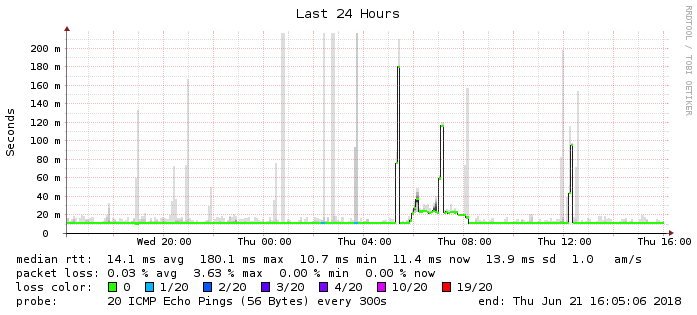 Last 24 Hours
RRDTOOL / TOBI OETIKER
Seconds
200 m
180 m
160 m
140 m
120 m
100 m
80 m
60 m
40 m
20 m
0
Wed 20:00 Thu 00:00 Thu 04:00 Thu 08:00 Thu 12:00 Thu 16:00
median rtt: 14.1 ms avg 180.1 ms max 10.7 ms min 11.4 ms now 13.9 ms sd 1.0 am/s
packet loss: 0.03 % avg 3.63 % max 0.00 % min 0.00 % now
loss color: 0 1/20 2/20 3/20 4/20 10/20 19/20
probe: 20 ICMP Echo Pings (56 Bytes) every 300s end: Thu Jun 21 16:05:06 2018